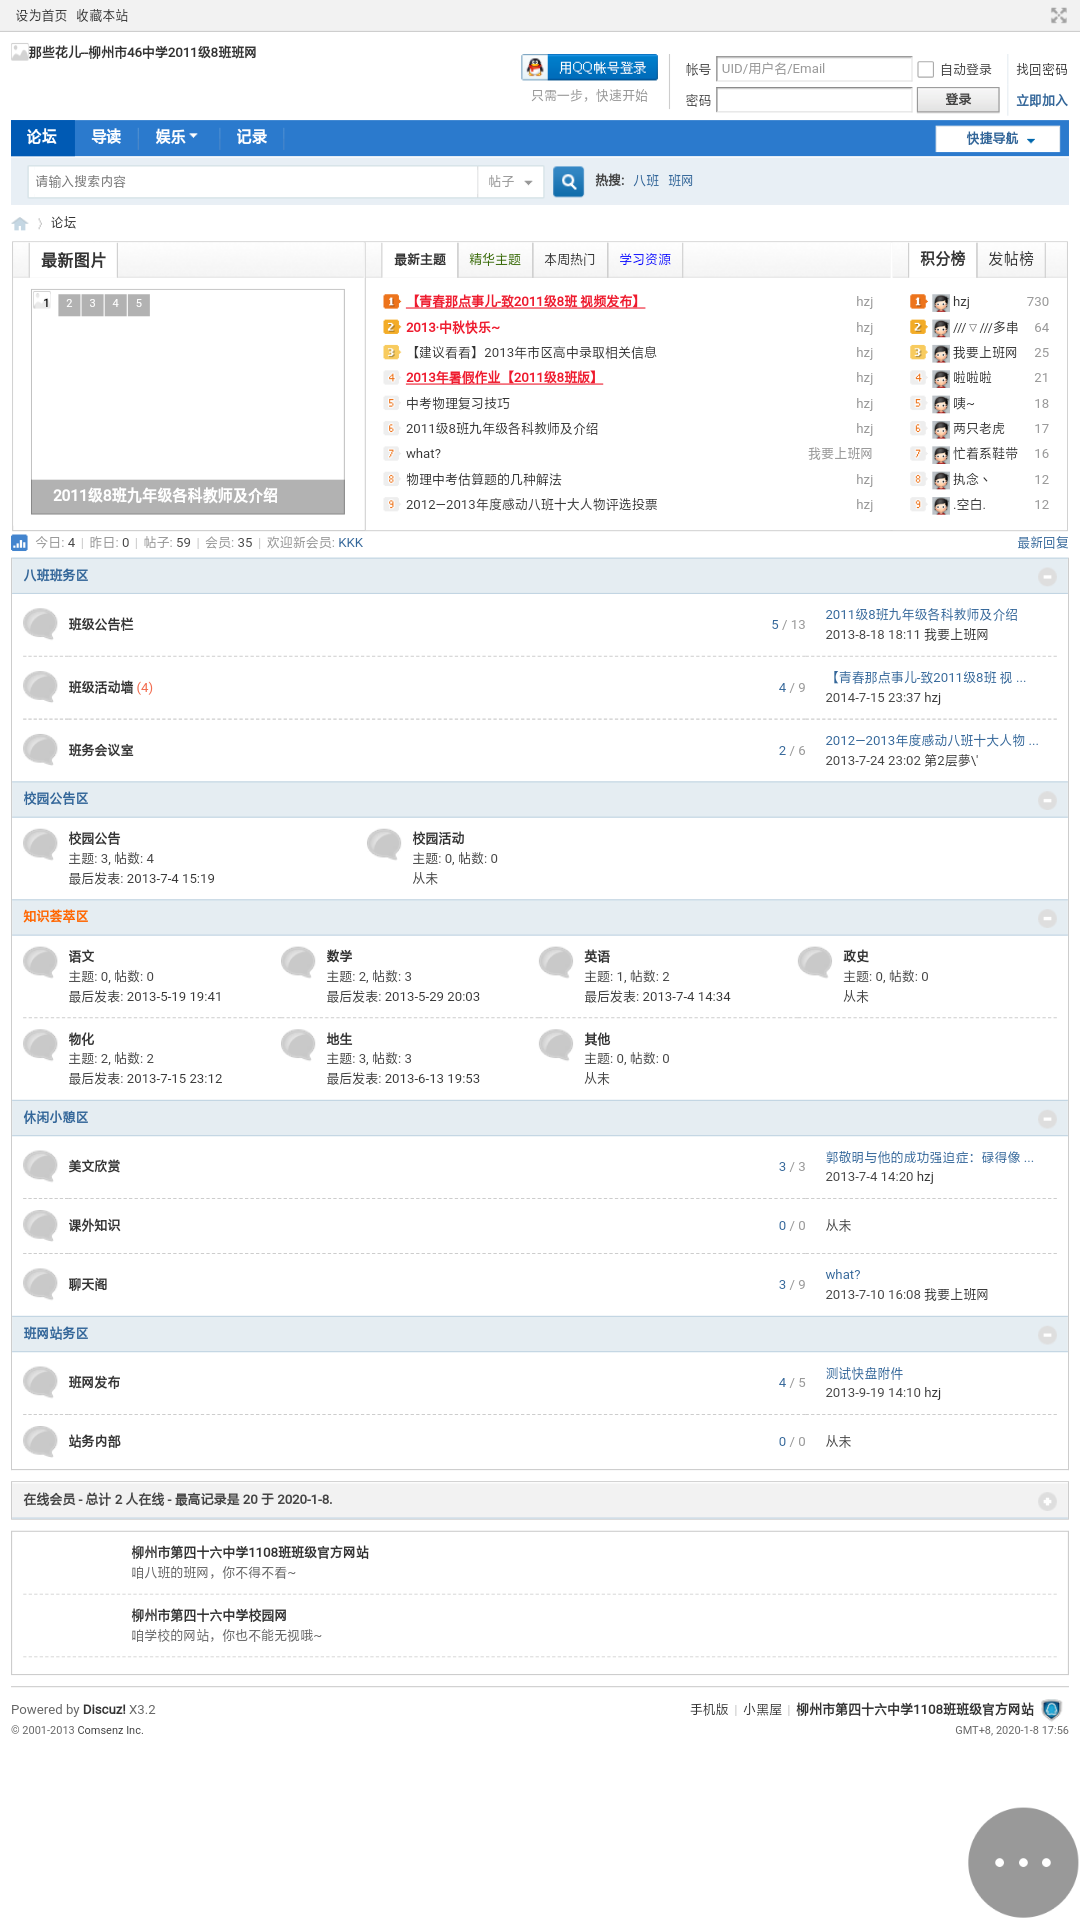 设为首页 收藏本站
那些花儿--柳州市46中学2011级8班班网
用QQ帐号登录
只需一步，快速开始
帐号 UID/用户名/Email 自动登录 找回密码
密码 登录 立即加入
论坛 导读 娱乐 记录 快捷导航
请输入搜索内容 帖子 热搜: 八班 班网
论坛
最新图片
1 2 3 4 5
2011级8班九年级各科教师及介绍
最新主题 精华主题 本周热门 学习资源
1 【青春那点事儿-致2011级8班 视频发布】 hzj
2 2013·中秋快乐~ hzj
3 【建议看看】2013年市区高中录取相关信息 hzj
4 2013年暑假作业【2011级8班版】 hzj
5 中考物理复习技巧 hzj
6 2011级8班九年级各科教师及介绍 hzj
7 what? 我要上班网
8 物理中考估算题的几种解法 hzj
9 2012—2013年度感动八班十大人物评选投票 hzj
积分榜 发帖榜
1 hzj 730
2 ///▽///多串 64
3 我要上班网 25
4 啦啦啦 21
5 咦~ 18
6 两只老虎 17
7 忙着系鞋带 16
8 执念丶 12
9 .空白. 12
今日: 4 | 昨日: 0 | 帖子: 59 | 会员: 35 | 欢迎新会员: KKK 最新回复
八班班务区
班级公告栏 5 / 13 2011级8班九年级各科教师及介绍
2013-8-18 18:11 我要上班网
班级活动墙 (4) 4 / 9 【青春那点事儿-致2011级8班 视 ...
2014-7-15 23:37 hzj
班务会议室 2 / 6 2012—2013年度感动八班十大人物 ...
2013-7-24 23:02 第2层夢\'
校园公告区
校园公告 校园活动
主题: 3, 帖数: 4 主题: 0, 帖数: 0
最后发表: 2013-7-4 15:19 从未
知识荟萃区
语文 数学 英语 政史
主题: 0, 帖数: 0 主题: 2, 帖数: 3 主题: 1, 帖数: 2 主题: 0, 帖数: 0
最后发表: 2013-5-19 19:41 最后发表: 2013-5-29 20:03 最后发表: 2013-7-4 14:34 从未
物化 地生 其他
主题: 2, 帖数: 2 主题: 3, 帖数: 3 主题: 0, 帖数: 0
最后发表: 2013-7-15 23:12 最后发表: 2013-6-13 19:53 从未
休闲小憩区
美文欣赏 3 / 3 郭敬明与他的成功强迫症：碌得像 ...
2013-7-4 14:20 hzj
课外知识 0 / 0 从未
聊天阁 3 / 9 what?
2013-7-10 16:08 我要上班网
班网站务区
班网发布 4 / 5 测试快盘附件
2013-9-19 14:10 hzj
站务内部 0 / 0 从未
在线会员 - 总计 2 人在线 - 最高记录是 20 于 2020-1-8.
柳州市第四十六中学1108班班级官方网站
咱八班的班网，你不得不看~
柳州市第四十六中学校园网
咱学校的网站，你也不能无视哦~
Powered by Discuz! X3.2 手机版 | 小黑屋 | 柳州市第四十六中学1108班班级官方网站
© 2001-2013 Comsenz Inc. GMT+8, 2020-1-8 17:56